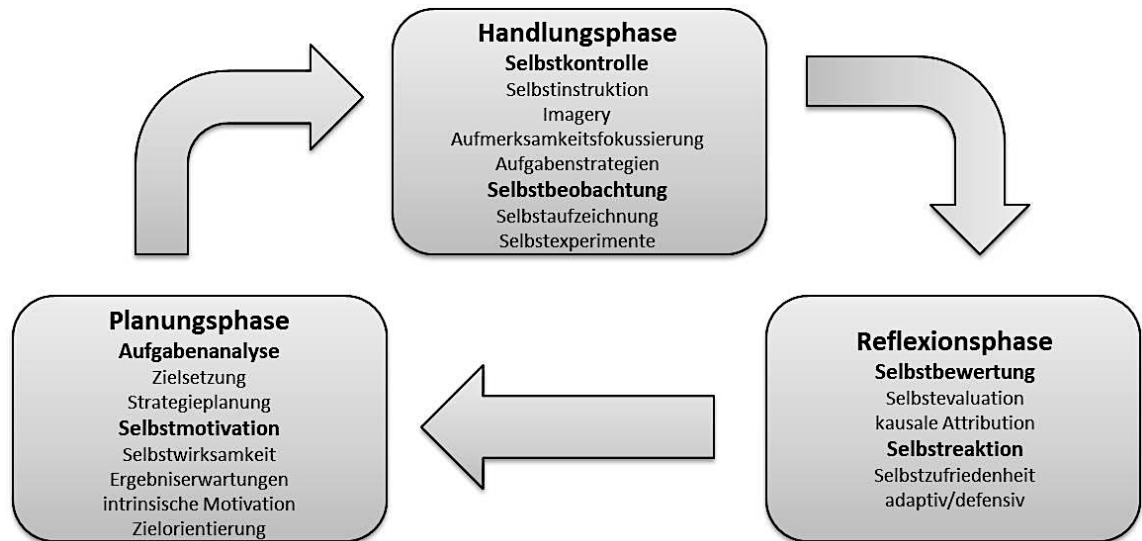 Handlungsphase
Selbstkontrolle
Selbstinstruktion
Imagery
Aufmerksamkeitsfokussierung
Aufgabenstrategien
Selbstbeobachtung
Selbstaufzeichnung
Selbstexperimente
Planungsphase
Aufgabenanalyse
Zielsetzung
Strategieplanung
Selbstmotivation
Selbstwirksamkeit
Ergebniserwartungen
intrinsische Motivation
Zielorientierung
Reflexionsphase
Selbstbewertung
Selbstevaluation
kausale Attribution
Selbstreaktion
Selbstzufriedenheit
adaptiv/defensiv